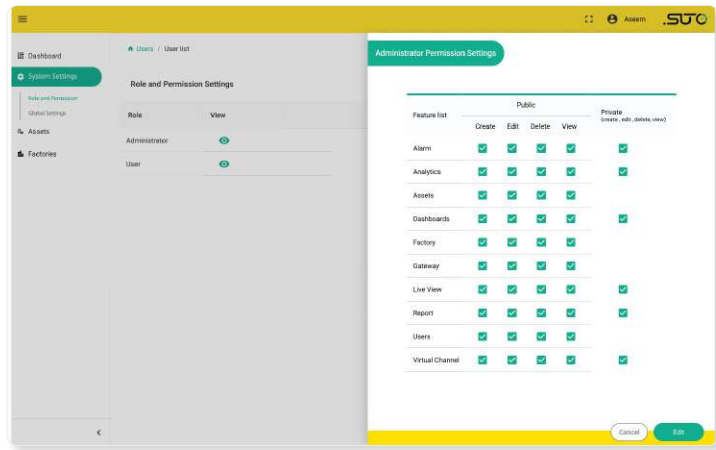 Aseem
.SUTO
Dashboard
System Settings
Role and Permission
Global Settings
Assets
Factories
Users / User list
Role and Permission Settings
Role View
Administrator
User
Administrator Permission Settings
Feature list Public Private
(create, edit, delete, view)
Create Edit Delete View
Alarm
Analytics
Assets
Dashboards
Factory
Gateway
Live View
Report
Users
Virtual Channel
Cancel Edit